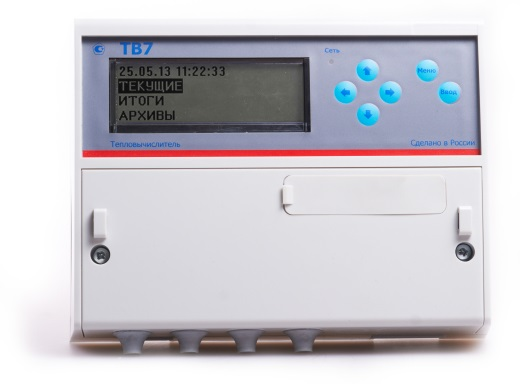 ТВ7
Сеть
25.05.13 11:22:33
ТЕКУЩИЕ
ИТОГИ
АРХИВЫ
Меню
Ввод
Тепловычислитель
Сделано в России